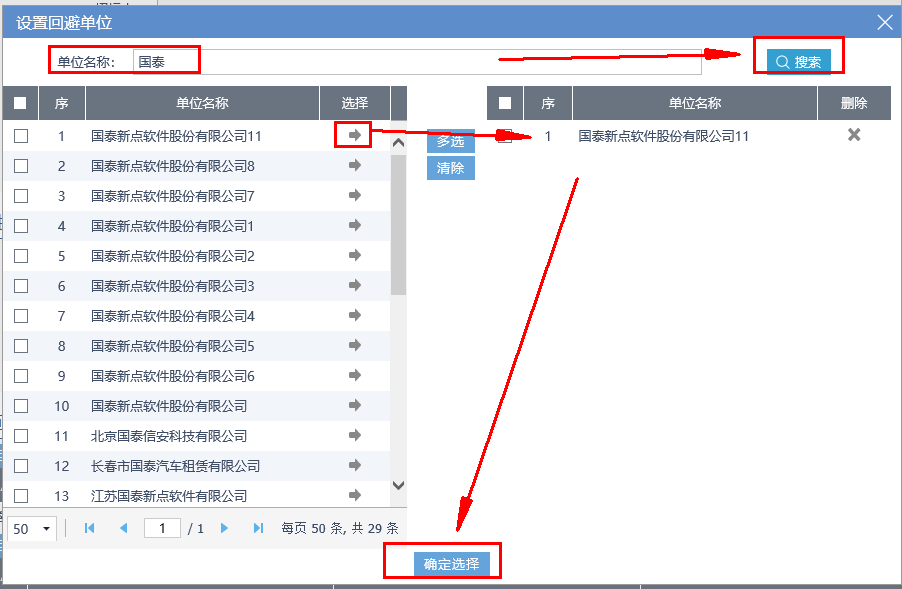 设置回避单位
单位名称: 国泰 搜索
序 单位名称 选择
1 国泰新点软件股份有限公司11
2 国泰新点软件股份有限公司8
3 国泰新点软件股份有限公司7
4 国泰新点软件股份有限公司1
5 国泰新点软件股份有限公司2
6 国泰新点软件股份有限公司3
7 国泰新点软件股份有限公司4
8 国泰新点软件股份有限公司5
9 国泰新点软件股份有限公司6
10 国泰新点软件股份有限公司
11 北京国泰信安科技有限公司
12 长春市国泰汽车租赁有限公司
13 江苏国泰新点软件有限公司
50 1 / 1 每页 50 条, 共 29 条
多选
清除
序 单位名称 删除
1 国泰新点软件股份有限公司11
确定选择